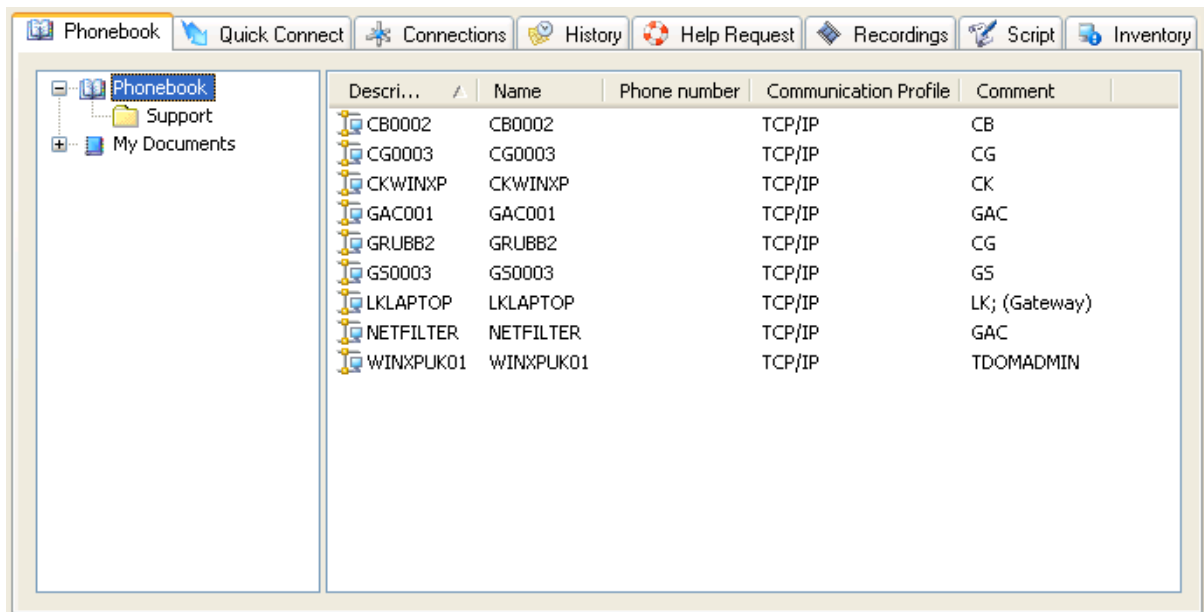 Phonebook Quick Connect Connections History Help Request Recordings Script Inventory
Phonebook
Support
My Documents
Descri... Name Phone number Communication Profile Comment
CB0002 CB0002 TCP/IP CB
CG0003 CG0003 TCP/IP CG
CKWINXP CKWINXP TCP/IP CK
GAC001 GAC001 TCP/IP GAC
GRUBB2 GRUBB2 TCP/IP CG
GS0003 GS0003 TCP/IP GS
LKLAPTOP LKLAPTOP TCP/IP LK; (Gateway)
NETFILTER NETFILTER TCP/IP GAC
WINXPUK01 WINXPUK01 TCP/IP TDOMADMIN